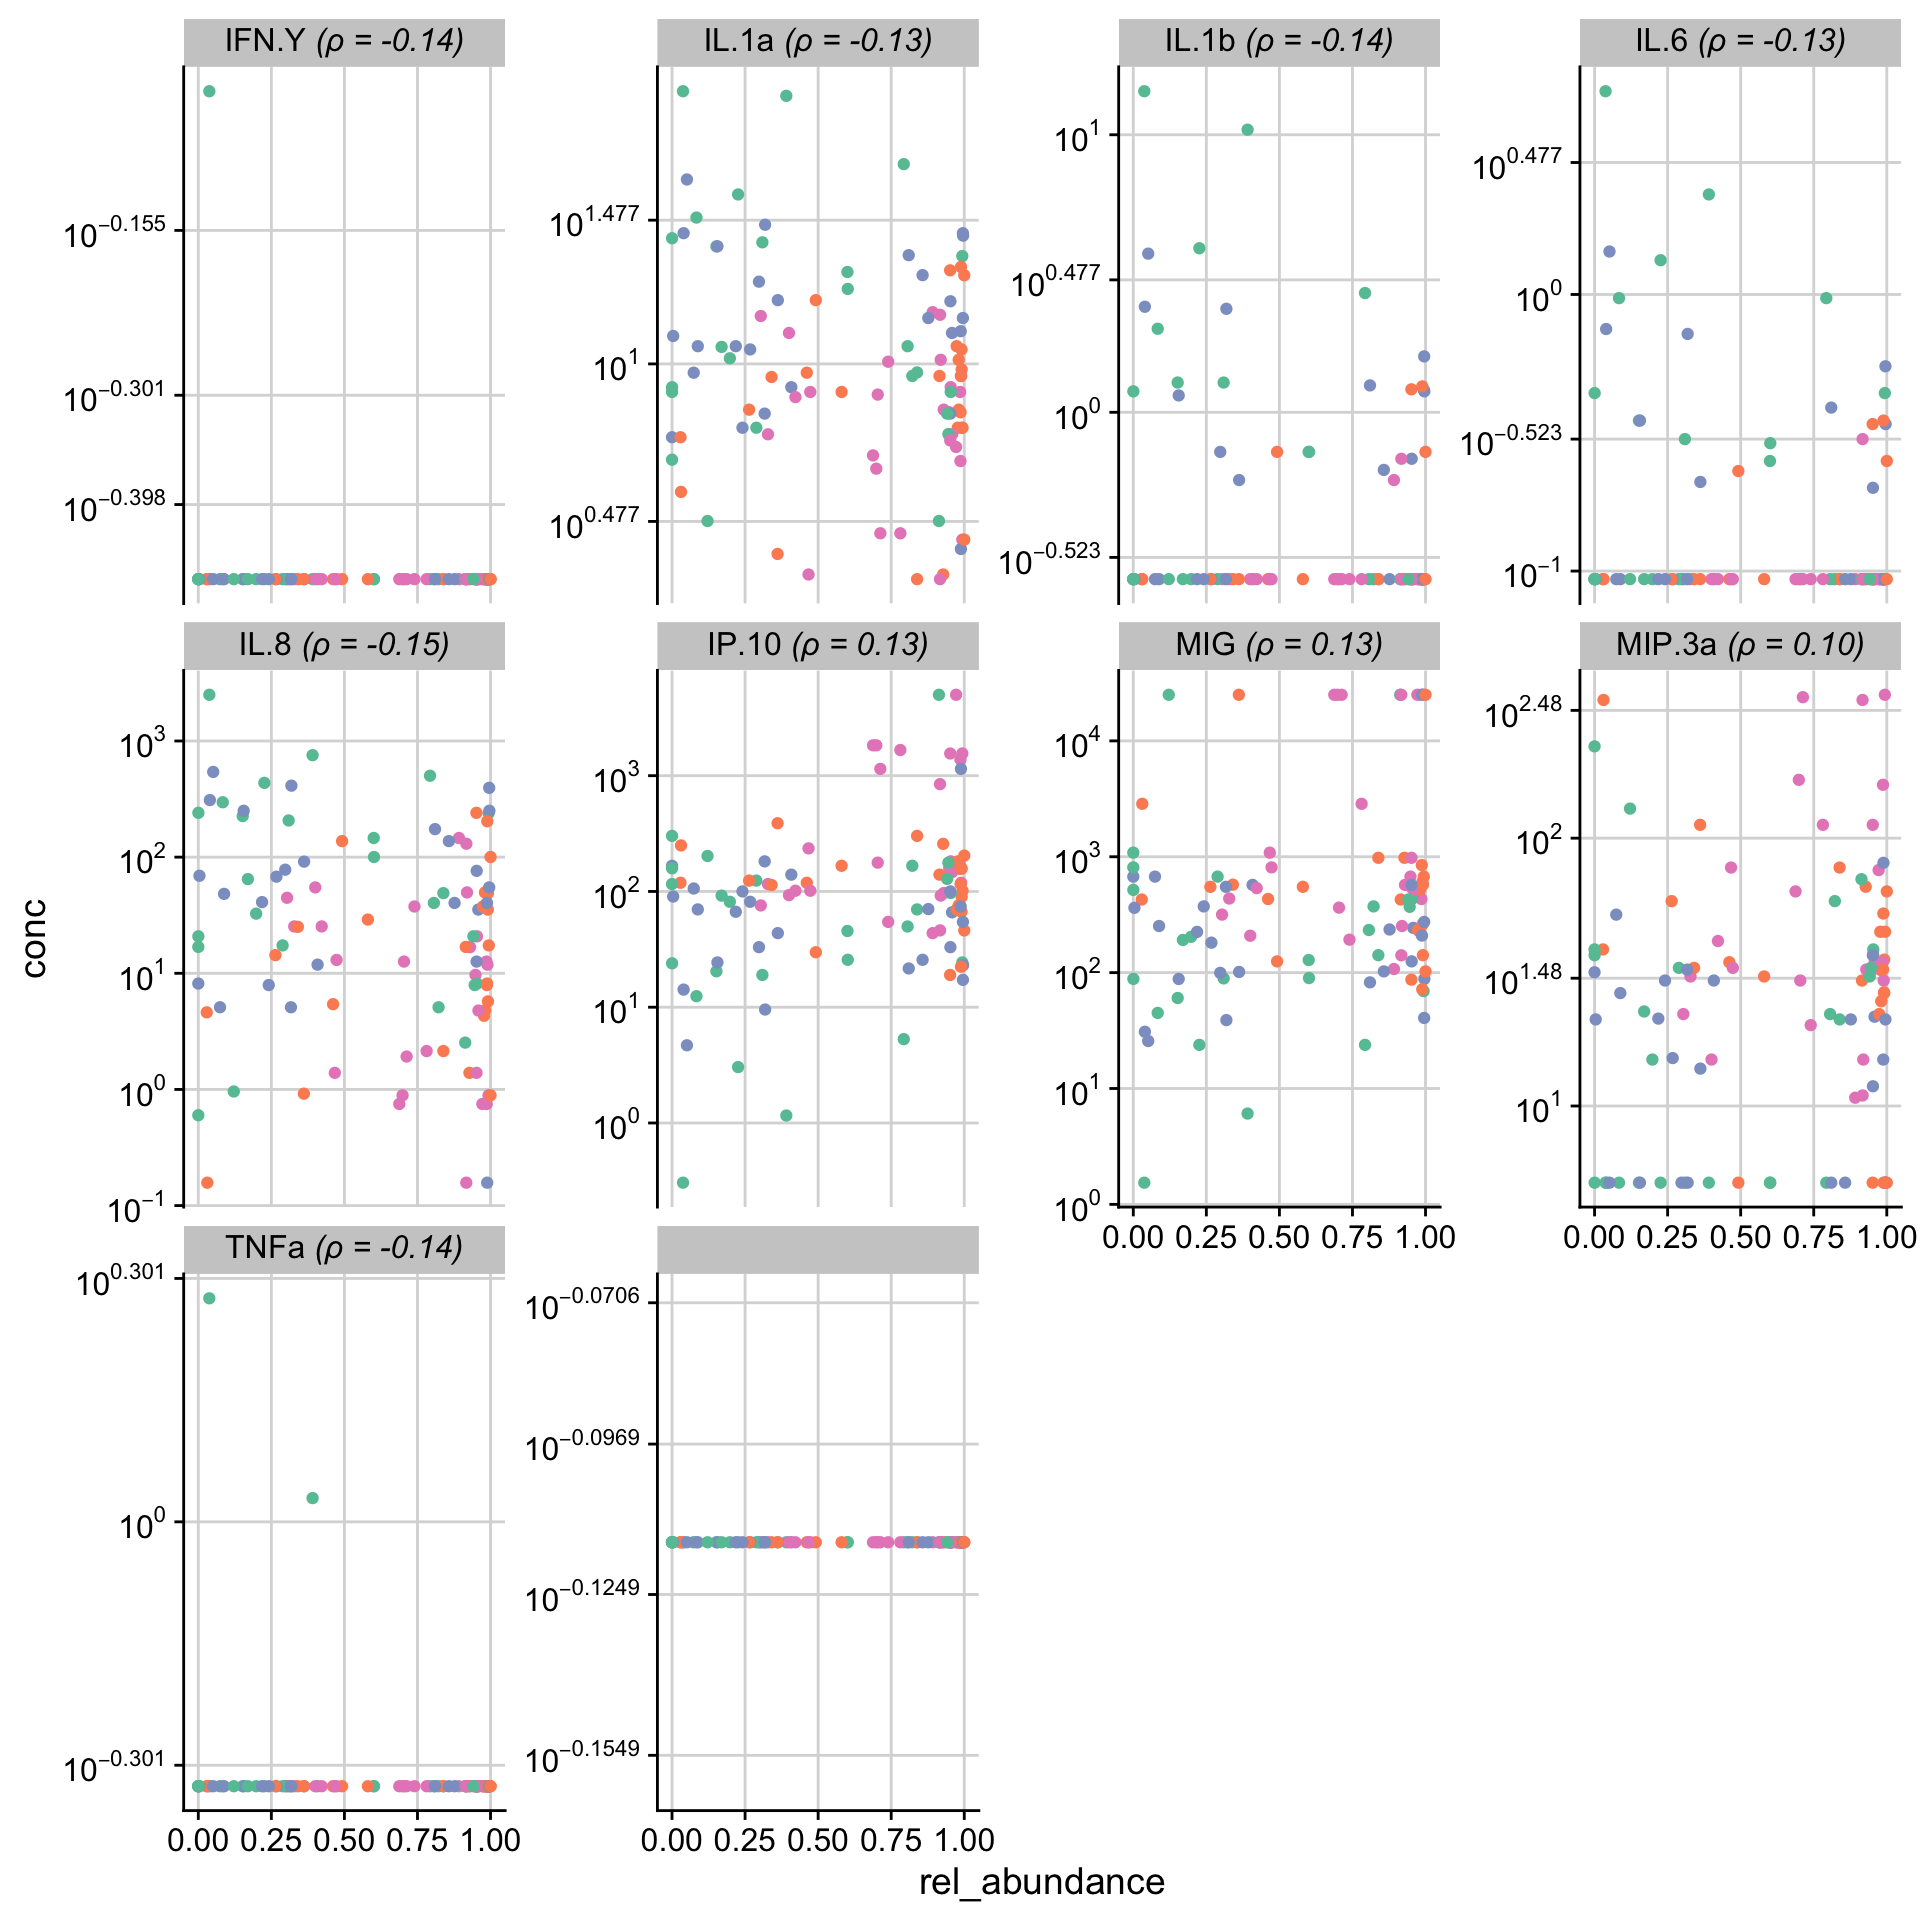 IFN.Y (ρ = -0.14)
IL.1a (ρ = -0.13)
IL.1b (ρ = -0.14)
IL.6 (ρ = -0.13)
10^−0.155
10^−0.301
10^−0.398
10^1.477
10^1
10^0.477
10^1
10^0.477
10^0
10^−0.523
10^0.477
10^0
10^−0.523
10^−1
IL.8 (ρ = -0.15)
IP.10 (ρ = 0.13)
MIG (ρ = 0.13)
MIP.3a (ρ = 0.10)
10^3
10^2
10^1
10^0
10^−1
10^3
10^2
10^1
10^0
10^4
10^3
10^2
10^1
10^0
10^2.48
10^2
10^1.48
10^1
0.00 0.25 0.50 0.75 1.00
0.00 0.25 0.50 0.75 1.00
TNFa (ρ = -0.14)
10^0.301
10^0
10^−0.301
10^−0.0706
10^−0.0969
10^−0.1249
10^−0.1549
0.00 0.25 0.50 0.75 1.00
0.00 0.25 0.50 0.75 1.00
conc
rel_abundance